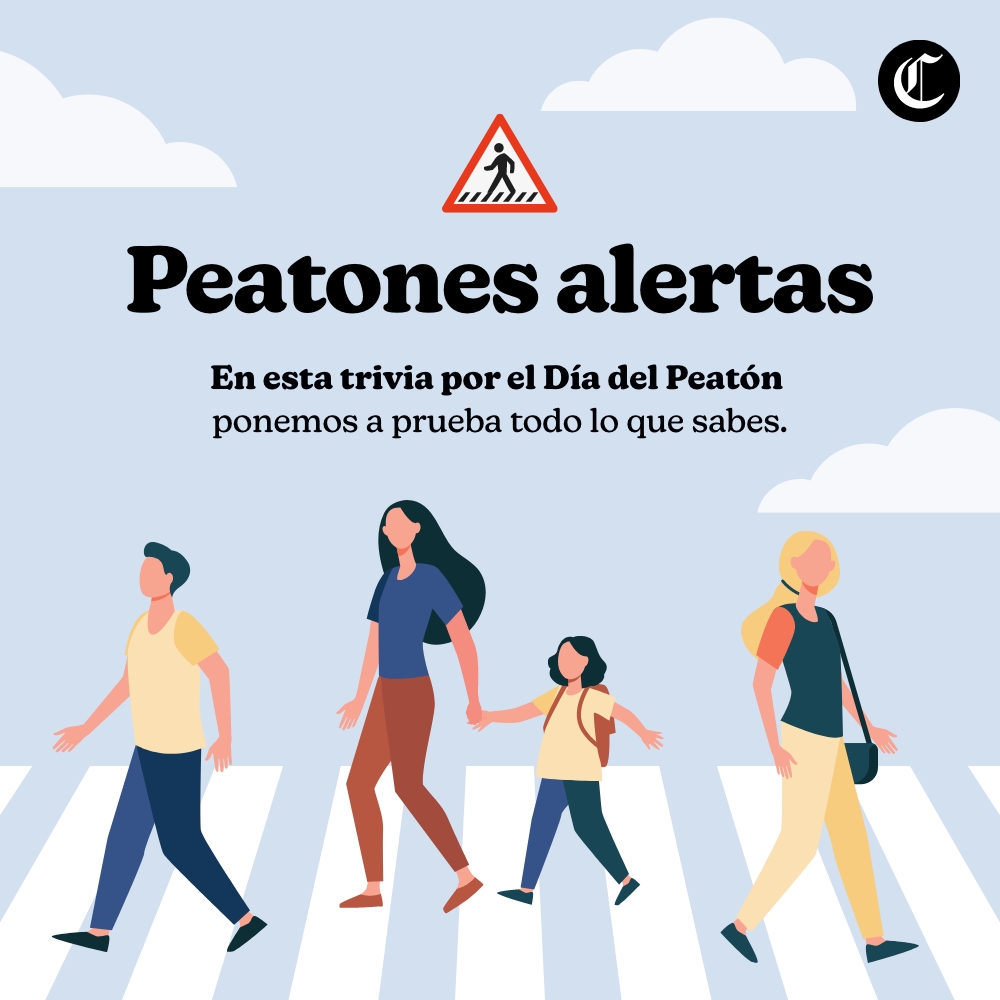 C
Peatones alertas
En esta trivia por el Día del Peatón
ponemos a prueba todo lo que sabes.